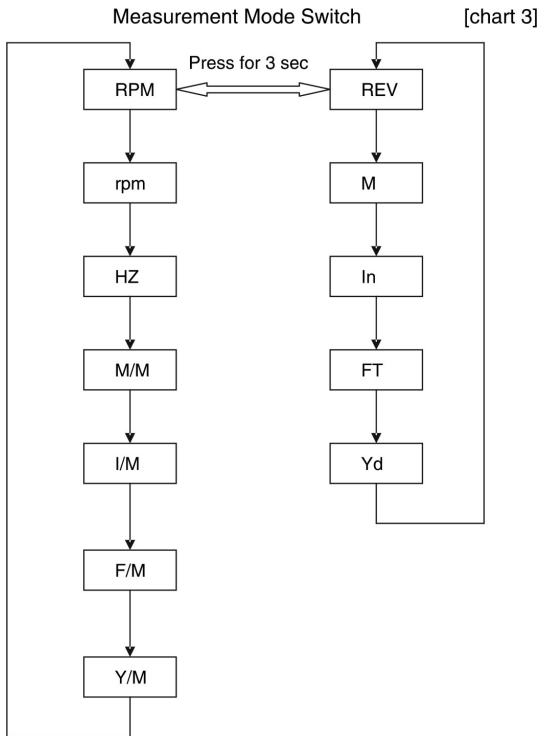 Measurement Mode Switch [chart 3]
Press for 3 sec
RPM
REV
rpm
M
HZ
In
M/M
FT
I/M
Yd
F/M
Y/M